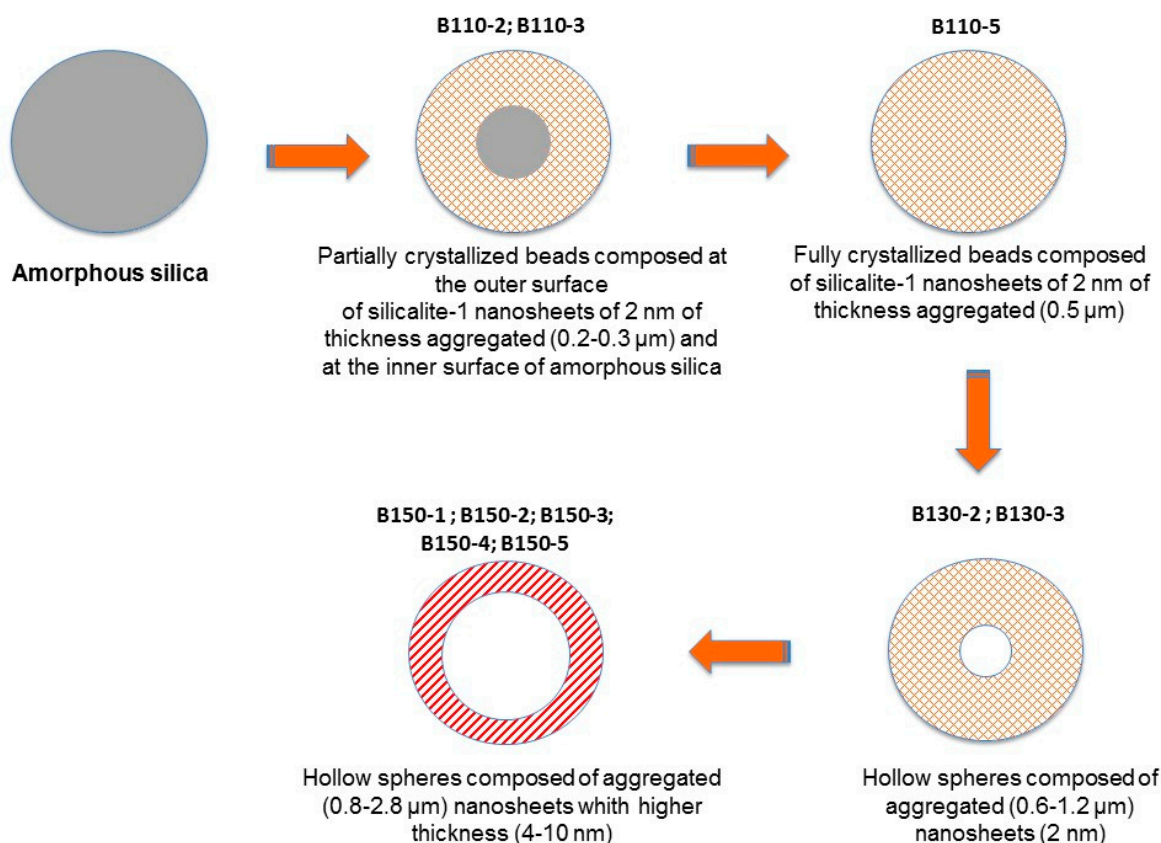 B110-2; B110-3
B110-5
Amorphous silica
Partially crystallized beads composed at
the outer surface
of silicalite-1 nanosheets of 2 nm of
thickness aggregated (0.2-0.3 µm) and
at the inner surface of amorphous silica
Fully crystallized beads composed
of silicalite-1 nanosheets of 2 nm of
thickness aggregated (0.5 µm)
B130-2 ; B130-3
Hollow spheres composed of
aggregated (0.6-1.2 µm)
nanosheets (2 nm)
B150-1 ; B150-2; B150-3;
B150-4; B150-5
Hollow spheres composed of aggregated
(0.8-2.8 µm) nanosheets whith higher
thickness (4-10 nm)